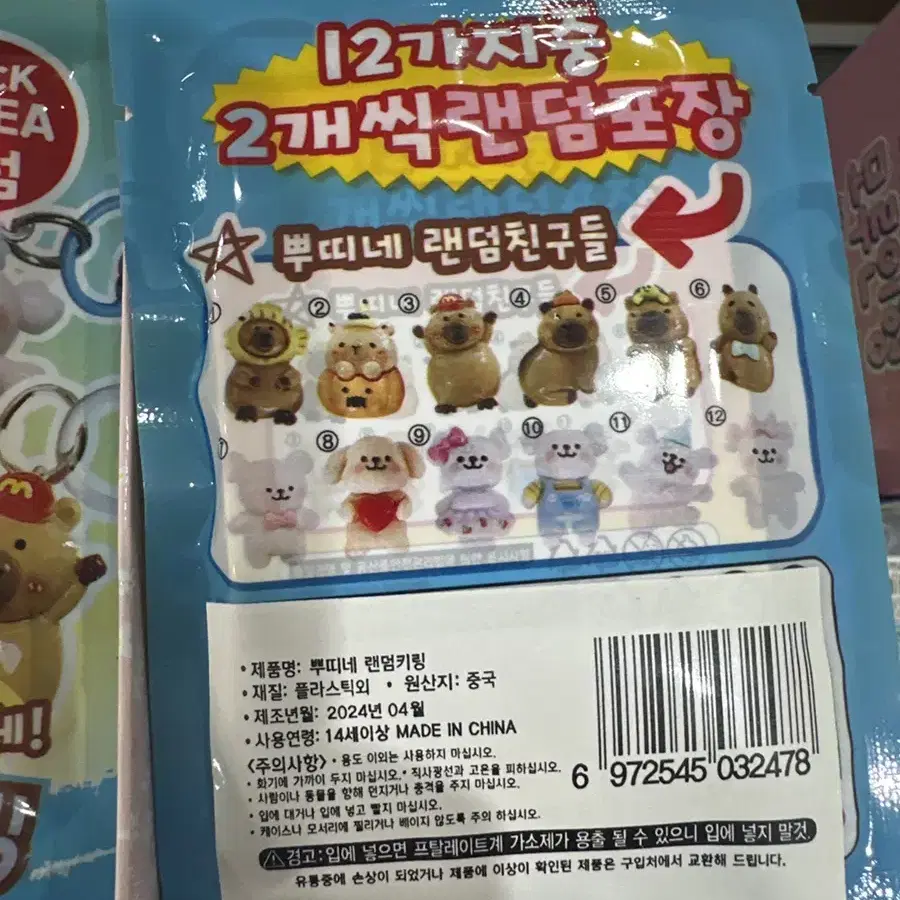 12가지중
2개씩랜덤포장
뿌띠네 랜덤친구들
② ③ ④ ⑤ ⑥
⑧ ⑨ ⑩ ⑪ ⑫
• 제품명: 뿌띠네 랜덤키링
• 재질: 플라스틱외 • 원산지: 중국
• 제조년월: 2024년 04월
• 사용연령: 14세이상 MADE IN CHINA
<주의사항> • 용도 이외는 사용하지 마십시오.
• 화기에 가까이 두지 마십시오. • 직사광선과 고온을 피하십시오.
• 사람이나 동물을 향해 던지거나 충격을 주지 마십시오.
• 입에 대거나 입에 넣고 빨지 마십시오.
• 케이스나 모서리에 찔리거나 베이지 않도록 주의 하십시오.
6 972545 032478
⚠경고: 입에 넣으면 프탈레이트계 가소제가 용출 될 수 있으니 입에 넣지 말것.
유통중에 손상이 되었거나 제품에 이상이 확인된 제품은 구입처에서 교환해 드립니다.
CK
EA
덤
네!